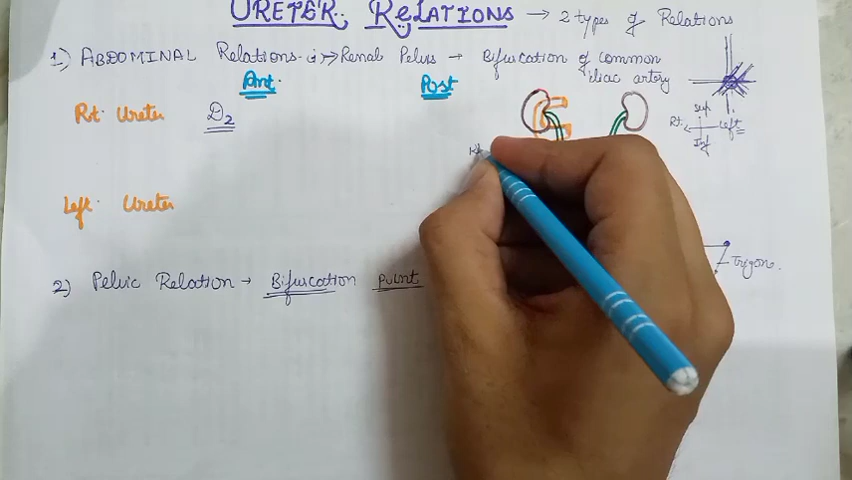 URETER RELATIONS → 2 types of Relations
1) ABDOMINAL Relations → Renal Pelvis → Bifurcation of common
iliac artery
Ant. Post
Rt. Ureter D2
Sup
Rt. Left
Inf
Left. Ureter
Trigon.
2) Pelvic Relation → Bifurcation point